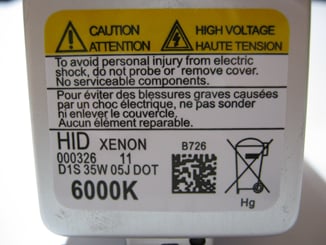 CAUTION HIGH VOLTAGE
ATTENTION HAUTE TENSION
To avoid personal injury from electric
shock, do not probe or remove cover.
No serviceable components.
Pour éviter des blessures graves causées
par un choc électrique, ne pas sonder
ni enlever le couvercle.
Aucun élément reparable.
HID XENON B726
000326 11
D1S 35W 05J DOT
6000K
Hg